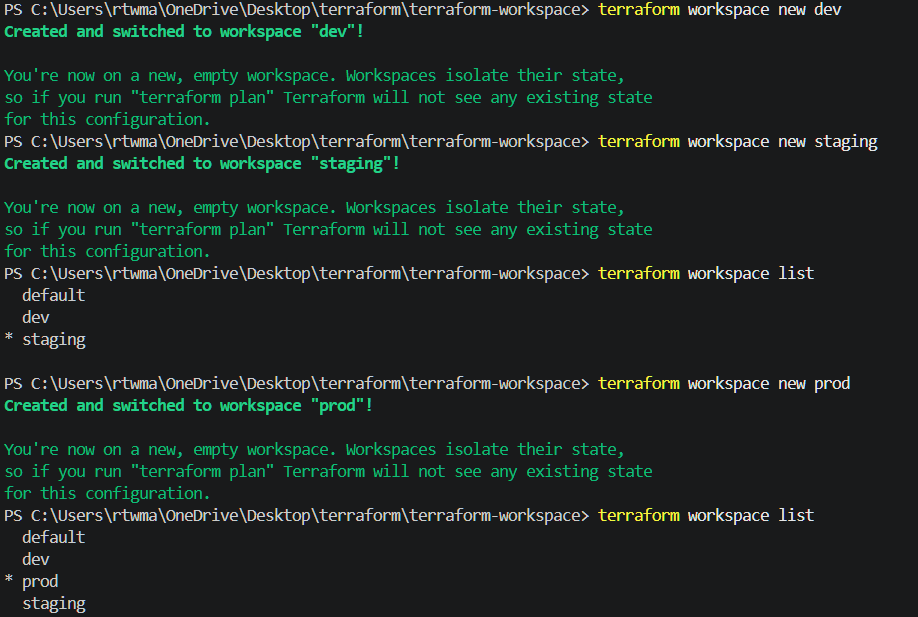 PS C:\Users\rtwma\OneDrive\Desktop\terraform\terraform-workspace> terraform workspace new dev
Created and switched to workspace "dev"!
You're now on a new, empty workspace. Workspaces isolate their state,
so if you run "terraform plan" Terraform will not see any existing state
for this configuration.
PS C:\Users\rtwma\OneDrive\Desktop\terraform\terraform-workspace> terraform workspace new staging
Created and switched to workspace "staging"!
You're now on a new, empty workspace. Workspaces isolate their state,
so if you run "terraform plan" Terraform will not see any existing state
for this configuration.
PS C:\Users\rtwma\OneDrive\Desktop\terraform\terraform-workspace> terraform workspace list
  default
  dev
* staging
PS C:\Users\rtwma\OneDrive\Desktop\terraform\terraform-workspace> terraform workspace new prod
Created and switched to workspace "prod"!
You're now on a new, empty workspace. Workspaces isolate their state,
so if you run "terraform plan" Terraform will not see any existing state
for this configuration.
PS C:\Users\rtwma\OneDrive\Desktop\terraform\terraform-workspace> terraform workspace list
  default
  dev
* prod
  staging